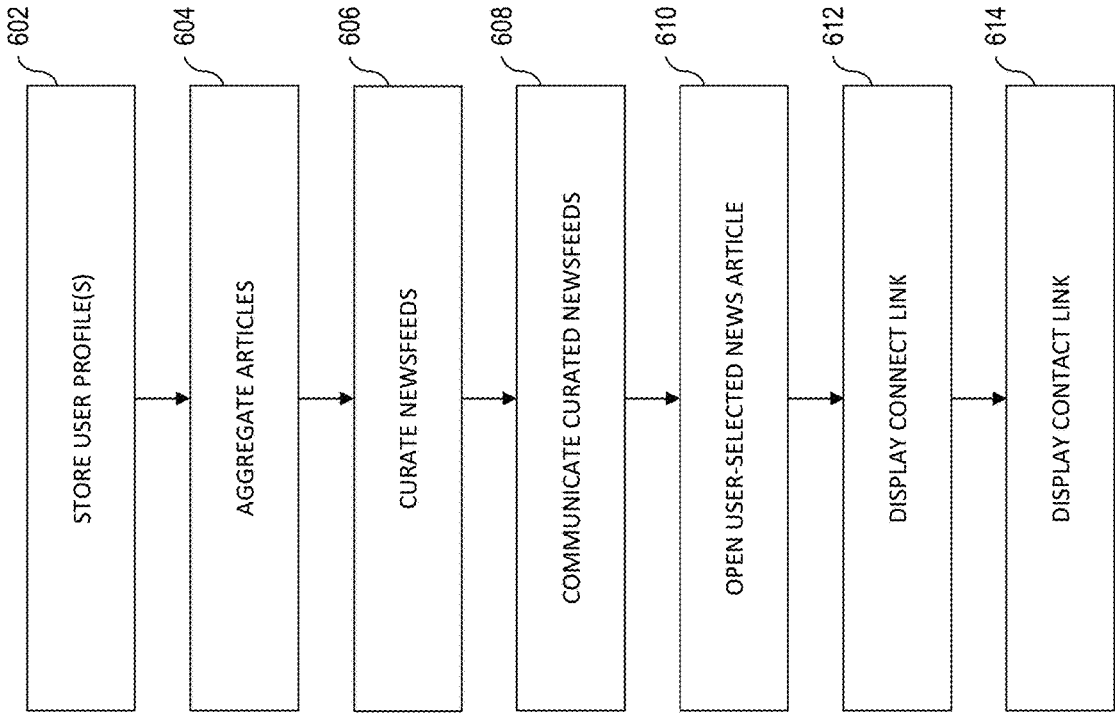 602
STORE USER PROFILE(S)
604
AGGREGATE ARTICLES
606
CURATE NEWSFEEDS
608
COMMUNICATE CURATED NEWSFEEDS
610
OPEN USER-SELECTED NEWS ARTICLE
612
DISPLAY CONNECT LINK
614
DISPLAY CONTACT LINK